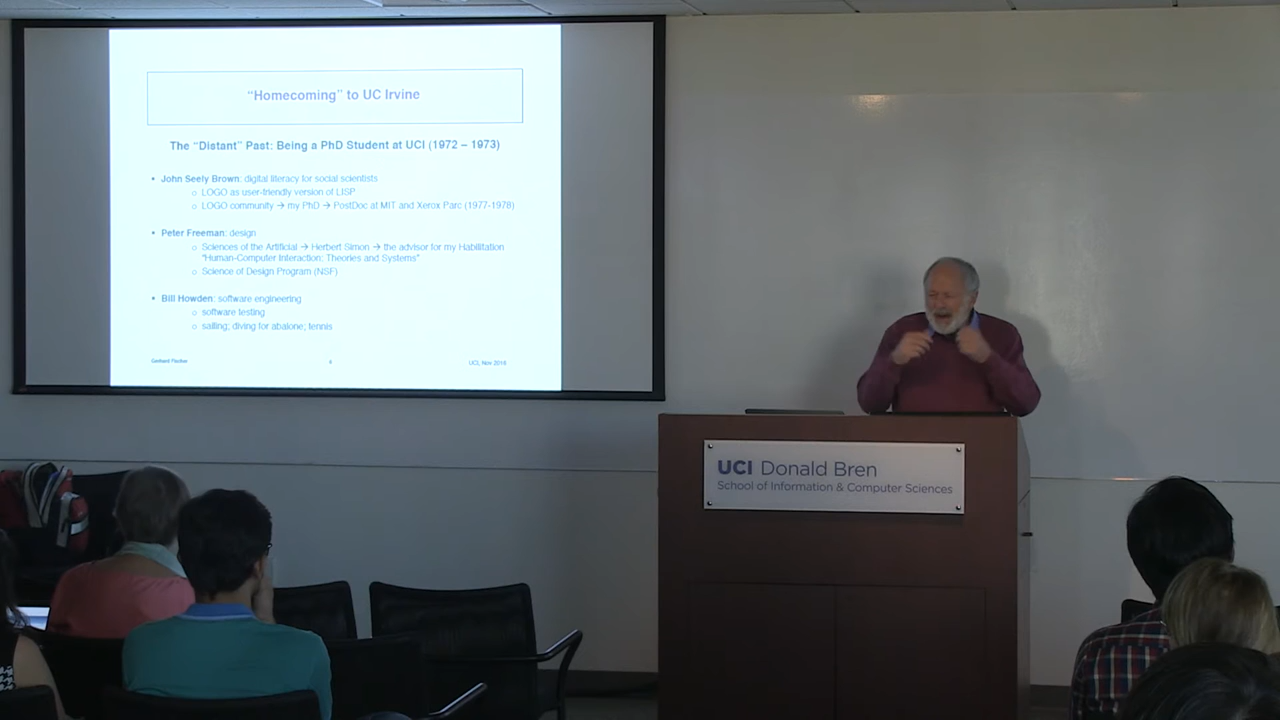 “Homecoming” to UC Irvine
The “Distant” Past: Being a PhD Student at UCI (1972 – 1973)
• John Seely Brown: digital literacy for social scientists
o LOGO as user-friendly version of LISP
o LOGO community → my PhD → PostDoc at MIT and Xerox Parc (1977-1978)
• Peter Freeman: design
o Sciences of the Artificial → Herbert Simon → the advisor for my Habilitation
“Human-Computer Interaction: Theories and Systems”
o Science of Design Program (NSF)
• Bill Howden: software engineering
o software testing
o sailing; diving for abalone; tennis
Gerhard Fischer 6 UCI, Nov 2016
UCI Donald Bren
School of Information & Computer Sciences